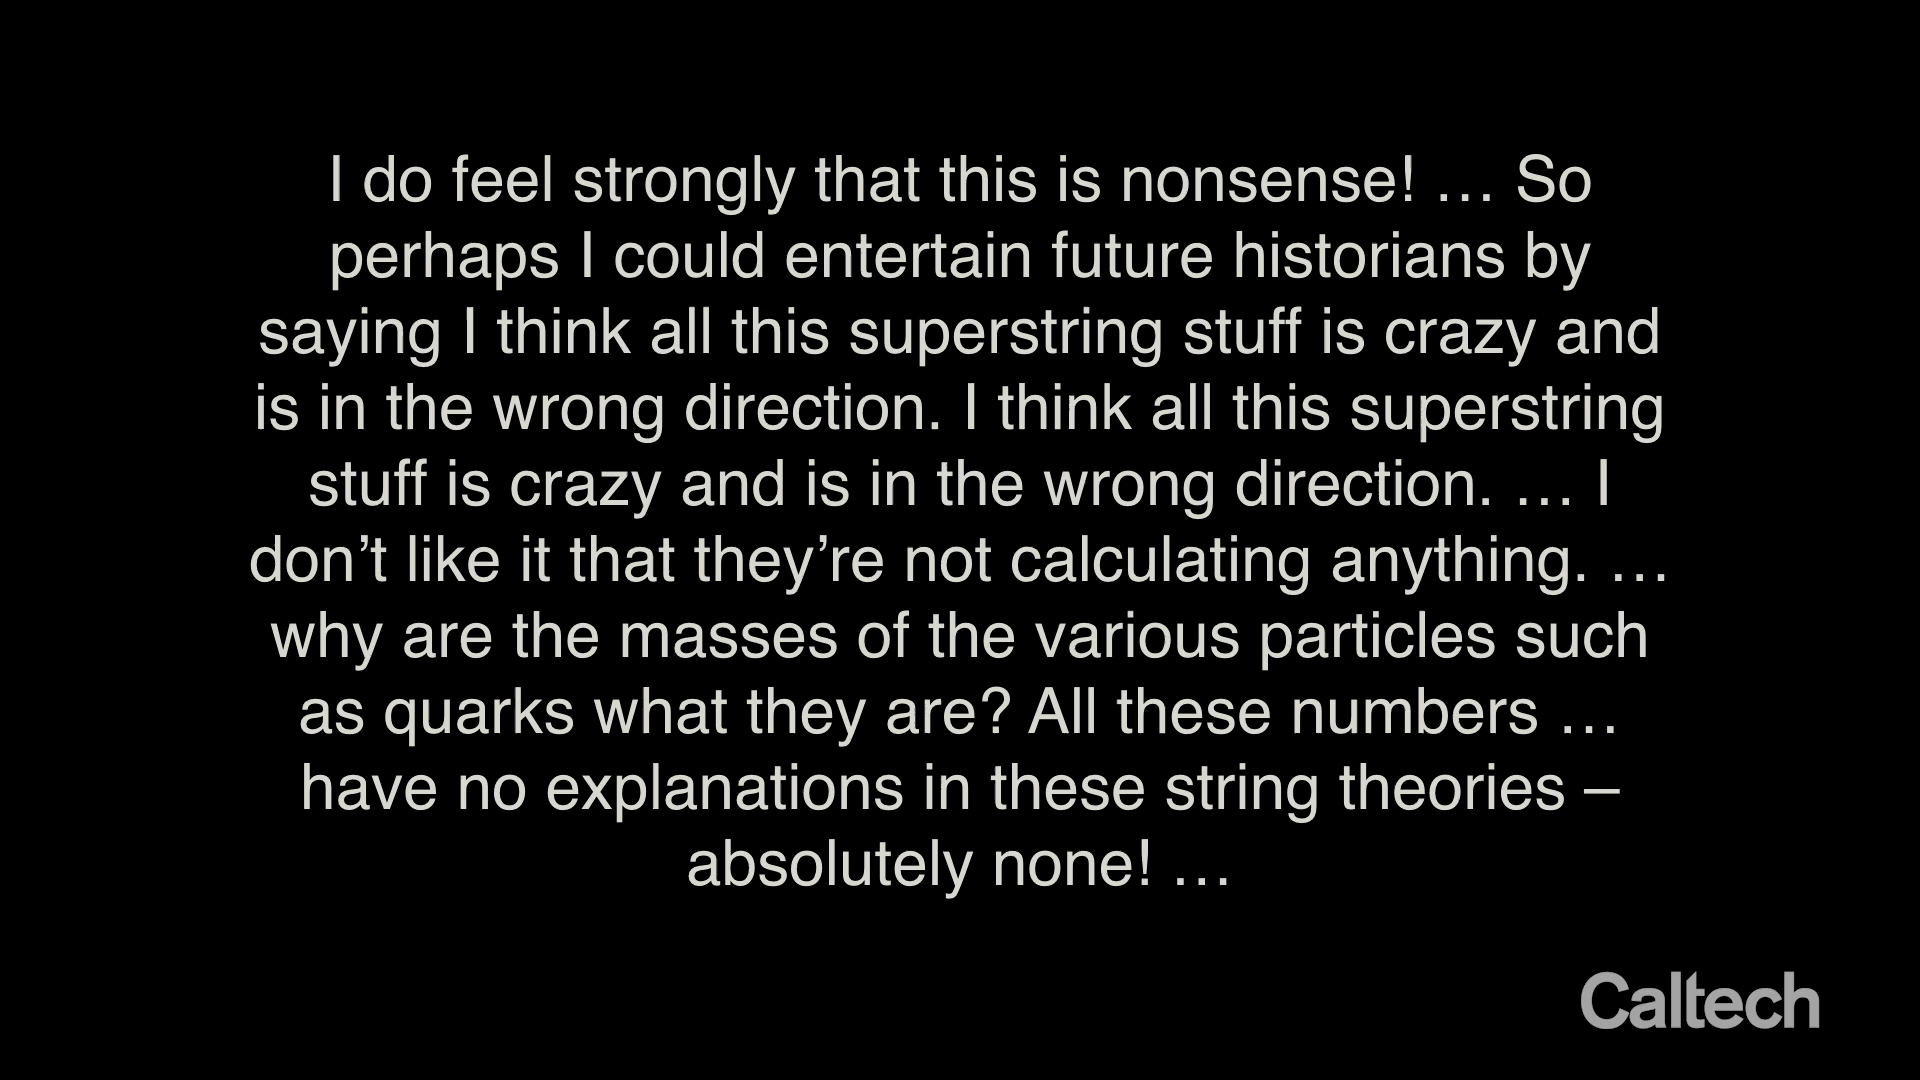 I do feel strongly that this is nonsense! … So
perhaps I could entertain future historians by
saying I think all this superstring stuff is crazy and
is in the wrong direction. I think all this superstring
stuff is crazy and is in the wrong direction. … I
don’t like it that they’re not calculating anything. …
why are the masses of the various particles such
as quarks what they are? All these numbers …
have no explanations in these string theories –
absolutely none! …
Caltech